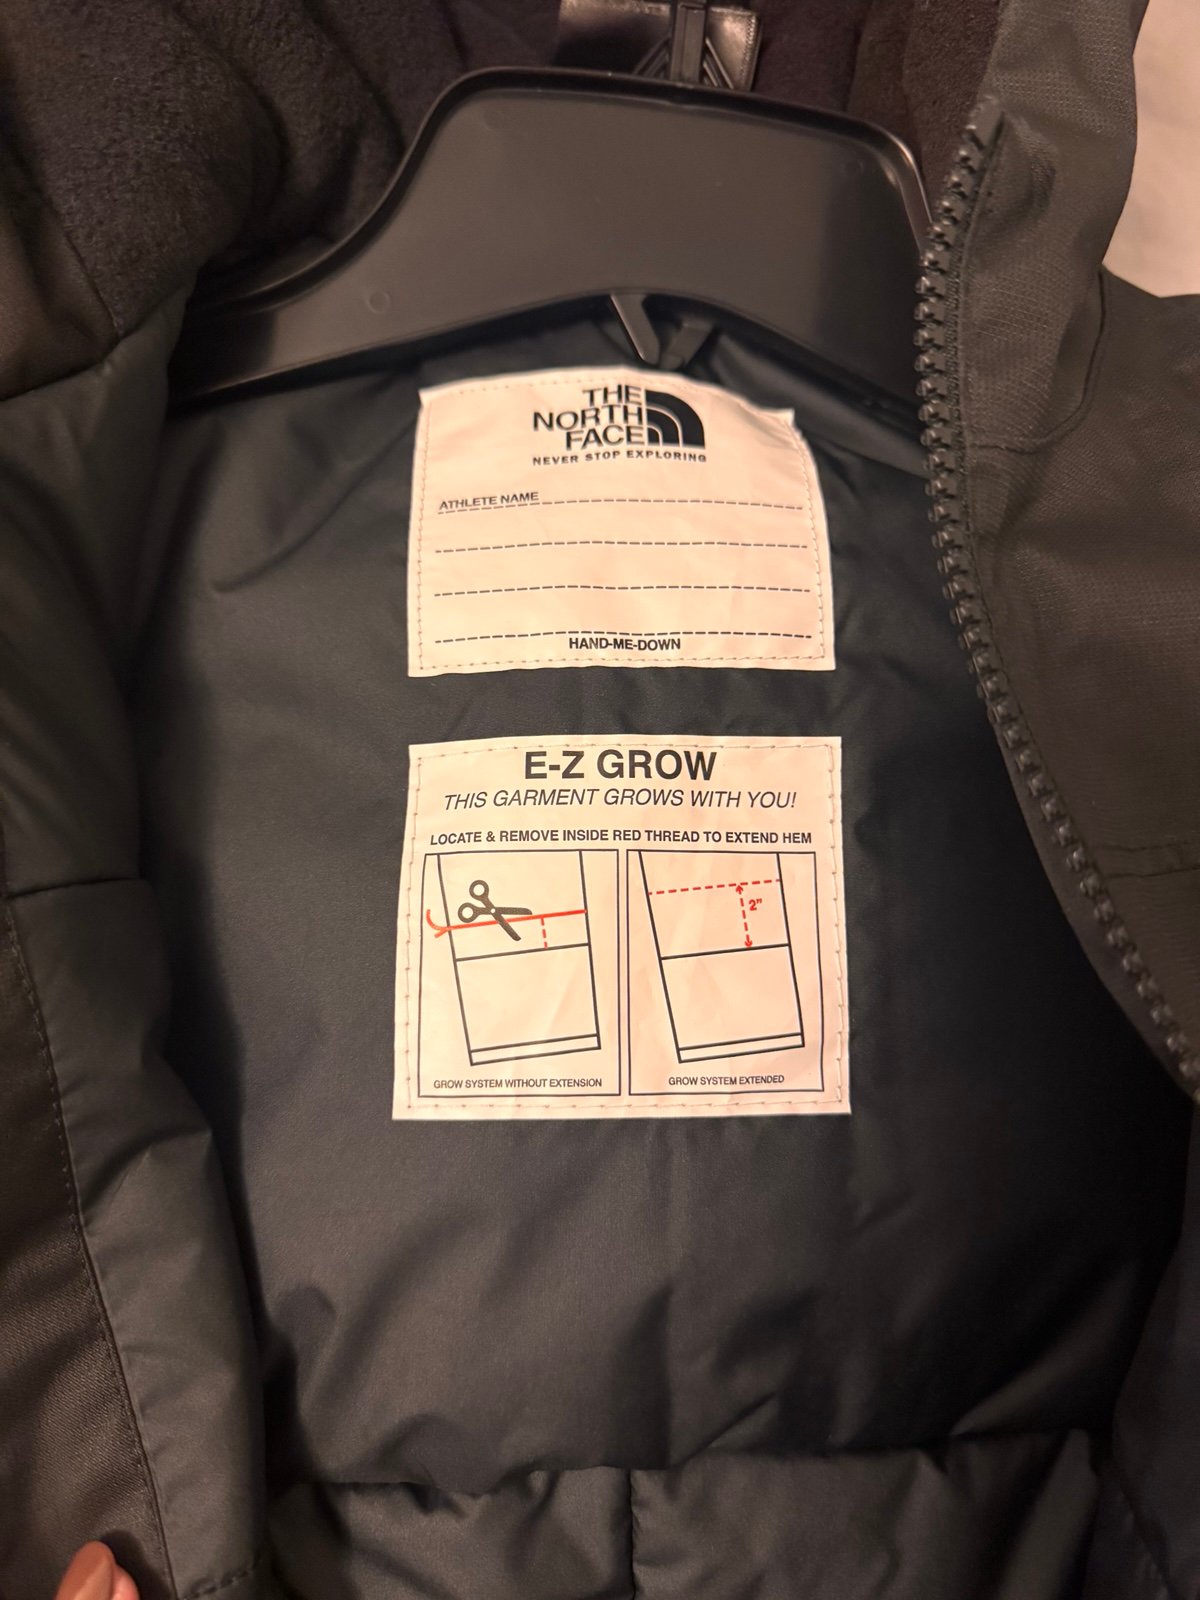 THE
NORTH
FACE
NEVER STOP EXPLORING
ATHLETE NAME
HAND-ME-DOWN
E-Z GROW
THIS GARMENT GROWS WITH YOU!
LOCATE & REMOVE INSIDE RED THREAD TO EXTEND HEM
2"
GROW SYSTEM WITHOUT EXTENSION
GROW SYSTEM EXTENDED